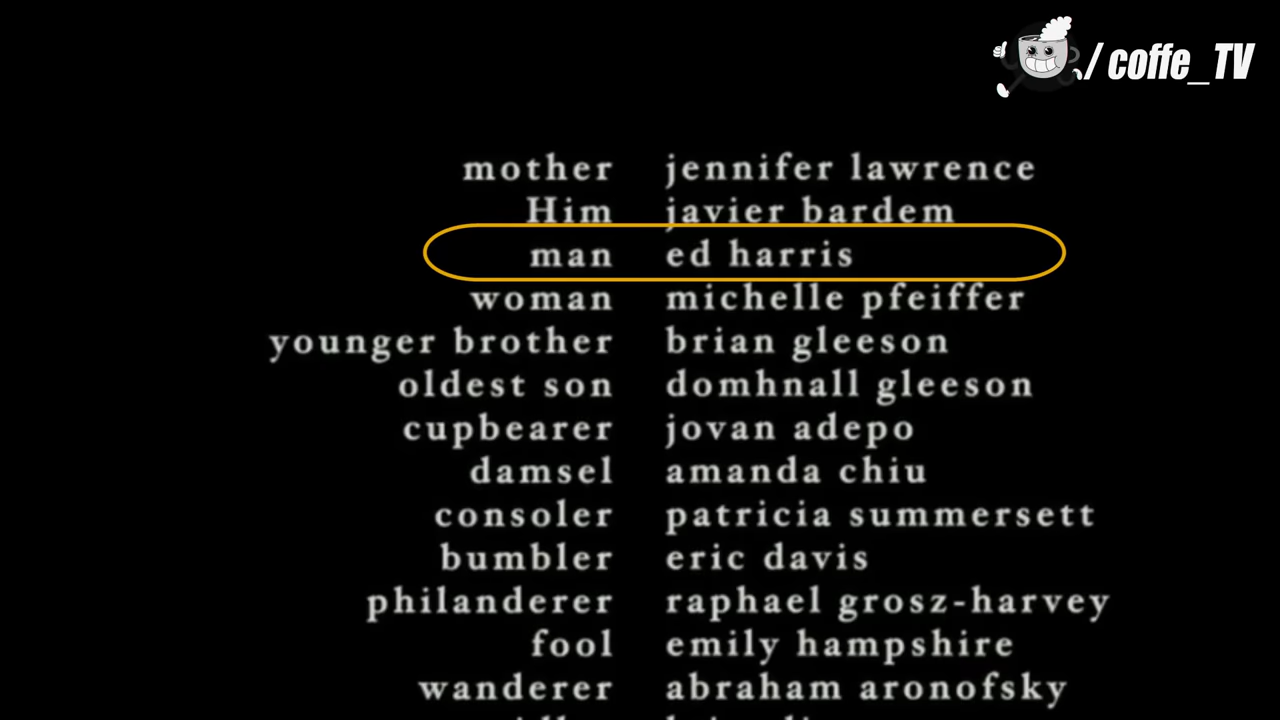 / coffe_TV
mother jennifer lawrence
Him javier bardem
man ed harris
woman michelle pfeiffer
younger brother brian gleeson
oldest son domhnall gleeson
cupbearer jovan adepo
damsel amanda chiu
consoler patricia summersett
bumbler eric davis
philanderer raphael grosz-harvey
fool emily hampshire
wanderer abraham aronofsky